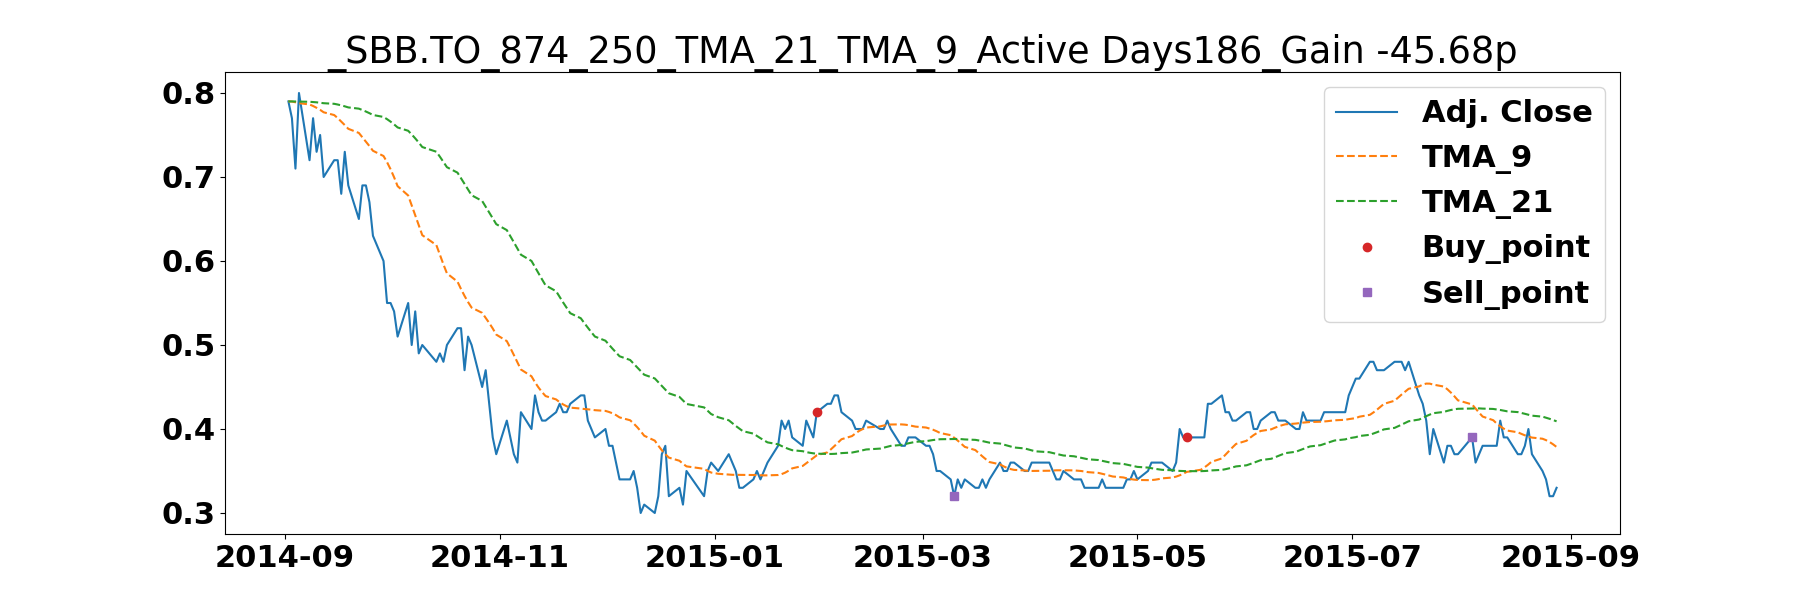 _SBB.TO_874_250_TMA_21_TMA_9_Active Days186_Gain -45.68p
0.8
0.7
0.6
0.5
0.4
0.3
2014-09 2014-11 2015-01 2015-03 2015-05 2015-07 2015-09
Adj. Close
TMA_9
TMA_21
Buy_point
Sell_point